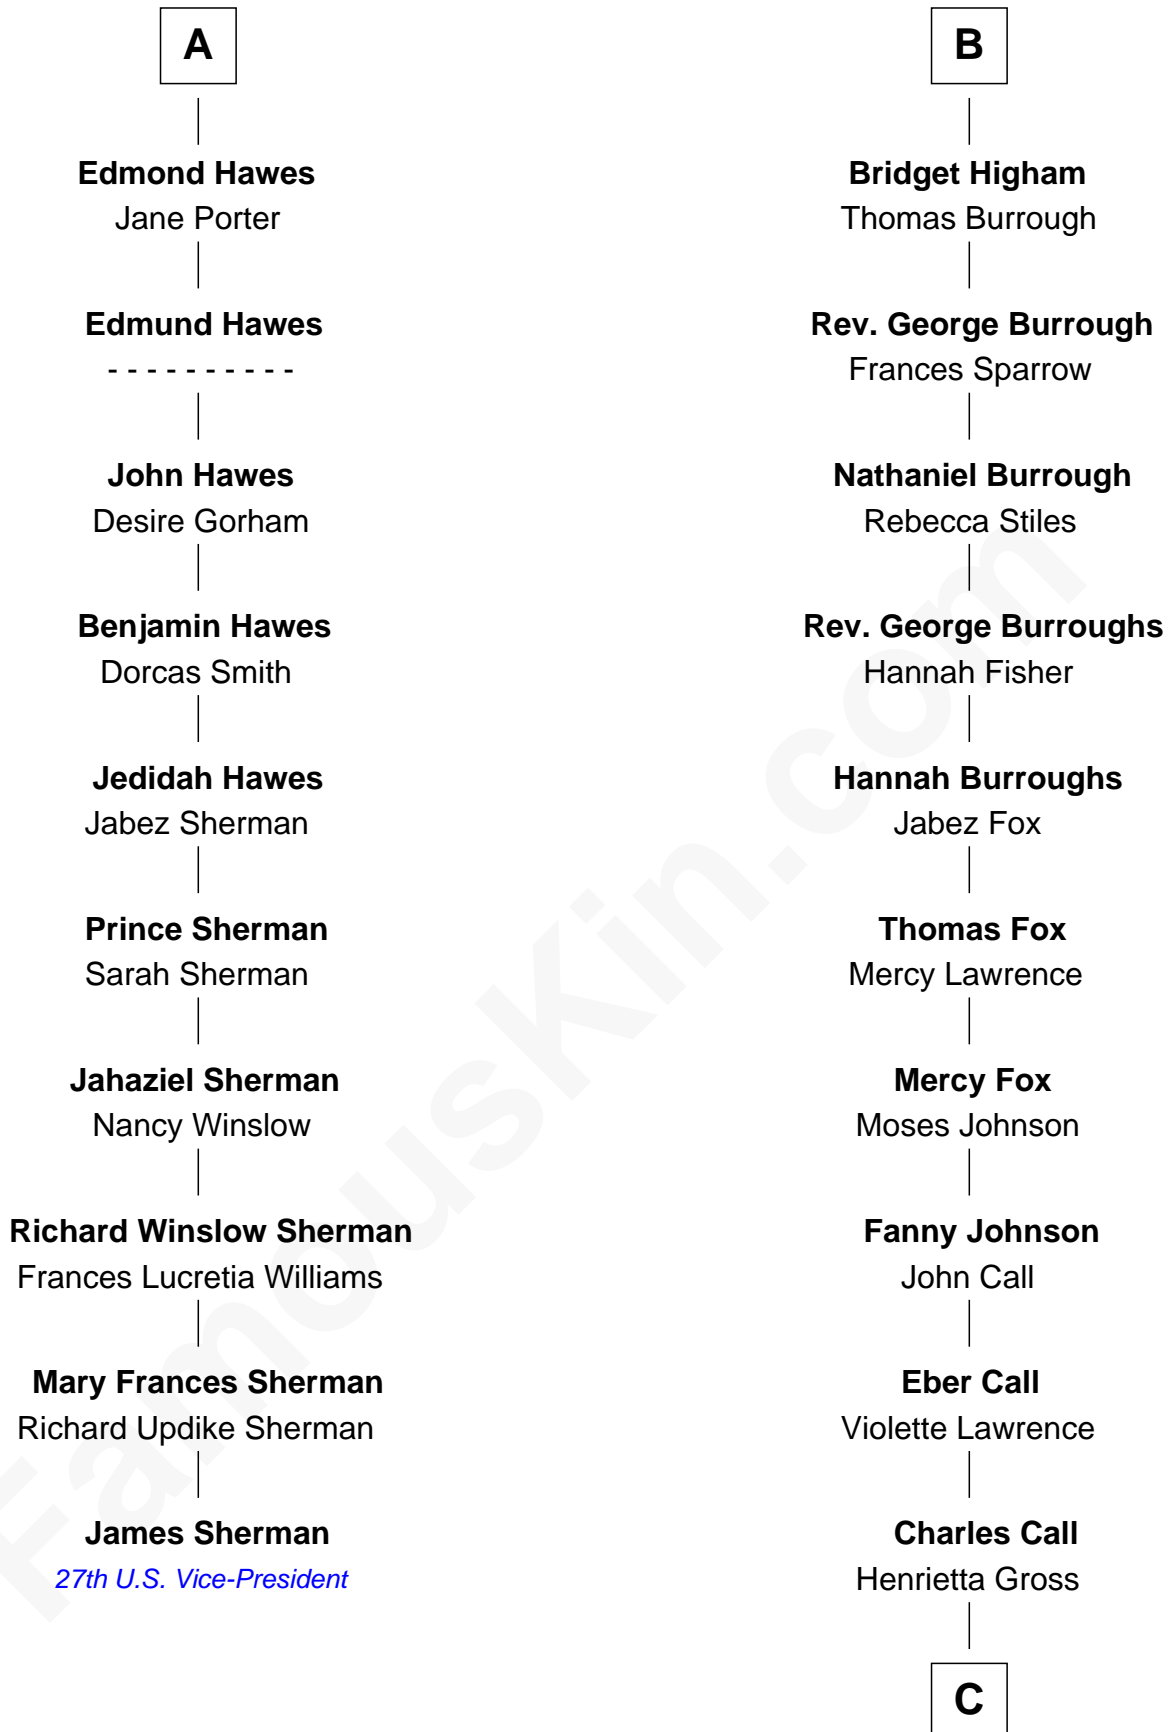 A
Edmond Hawes
Jane Porter
Edmund Hawes
- - - - - - - - - -
John Hawes
Desire Gorham
Benjamin Hawes
Dorcas Smith
Jedidah Hawes
Jabez Sherman
Prince Sherman
Sarah Sherman
Jahaziel Sherman
Nancy Winslow
Richard Winslow Sherman
Frances Lucretia Williams
Mary Frances Sherman
Richard Updike Sherman
James Sherman
27th U.S. Vice-President
B
Bridget Higham
Thomas Burrough
Rev. George Burrough
Frances Sparrow
Nathaniel Burrough
Rebecca Stiles
Rev. George Burroughs
Hannah Fisher
Hannah Burroughs
Jabez Fox
Thomas Fox
Mercy Lawrence
Mercy Fox
Moses Johnson
Fanny Johnson
John Call
Eber Call
Violette Lawrence
Charles Call
Henrietta Gross
C
FamousKin.com